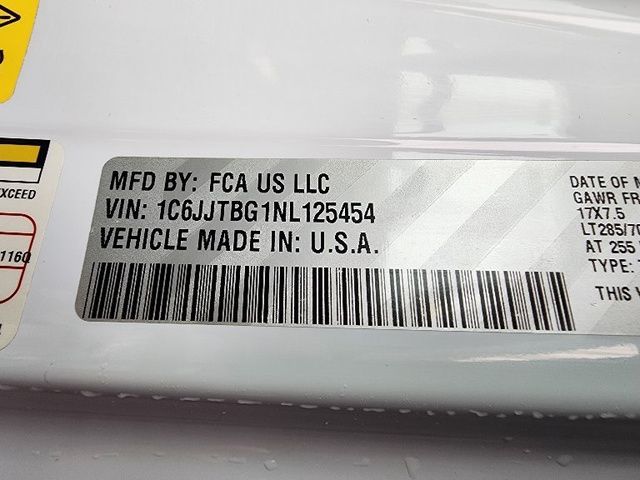 EXCEED
1160
MFD BY: FCA US LLC
VIN: 1C6JJTBG1NL125454
VEHICLE MADE IN: U.S.A.
DATE OF M
GAWR FR
17X7.5
LT285/70
AT 255
TYPE:
THIS V